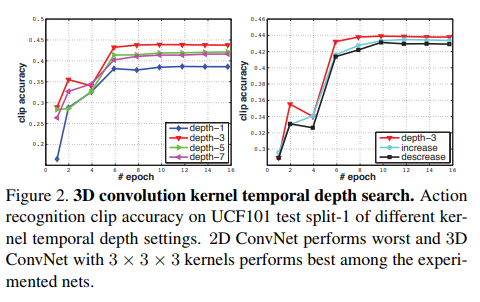 0.5
0.45
0.4
0.35
0.3
0.25
0.2
0 2 4 6 8 10 12 14 16
# epoch
clip accuracy
depth-1
depth-3
depth-5
depth-7
0.46
0.44
0.42
0.4
0.38
0.36
0.34
0.32
0.3
0 2 4 6 8 10 12 14 16
# epoch
clip accuracy
depth-3
increase
descrease
Figure 2. 3D convolution kernel temporal depth search. Action
recognition clip accuracy on UCF101 test split-1 of different ker-
nel temporal depth settings. 2D ConvNet performs worst and 3D
ConvNet with 3 × 3 × 3 kernels performs best among the experi-
mented nets.